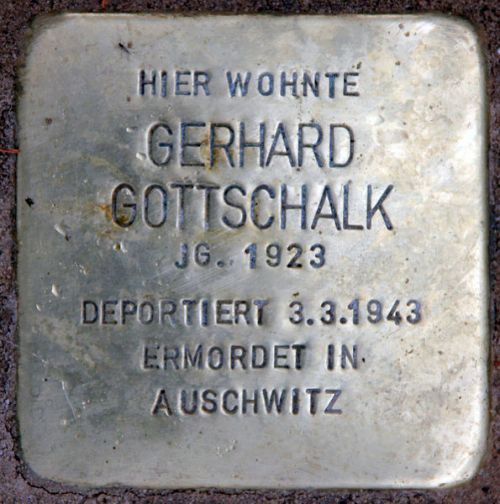 HIER WOHNTE
GERHARD
GOTTSCHALK
JG. 1923
DEPORTIERT 3.3.1943
ERMORDET IN
AUSCHWITZ